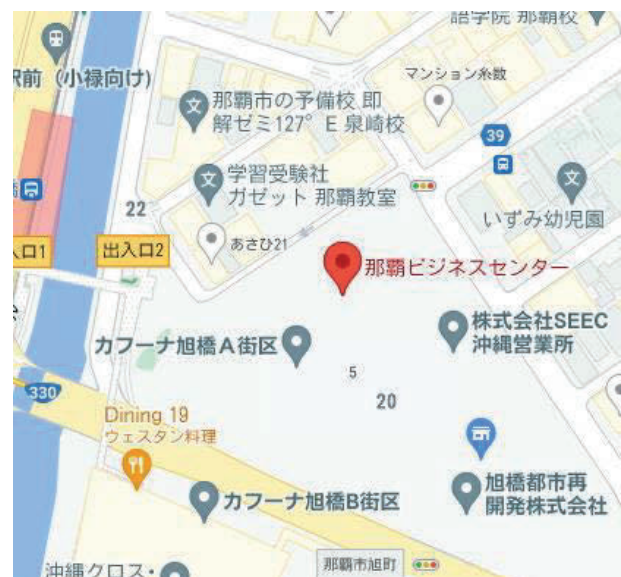 語学院 那覇校
駅前 (小禄向け)
マンション糸数
那覇市の予備校 即
解ゼミ127° E 泉崎校
39
学習受験社
ガゼット 那覇教室
いずみ幼児園
22
あさひ21
入口1
出入口2
那覇ビジネスセンター
株式会社SEEC
沖縄営業所
カフーナ旭橋A街区
5
20
330
Dining 19
ウェスタン料理
旭橋都市再
開発株式会社
カフーナ旭橋B街区
那覇市旭町
沖縄クロス・